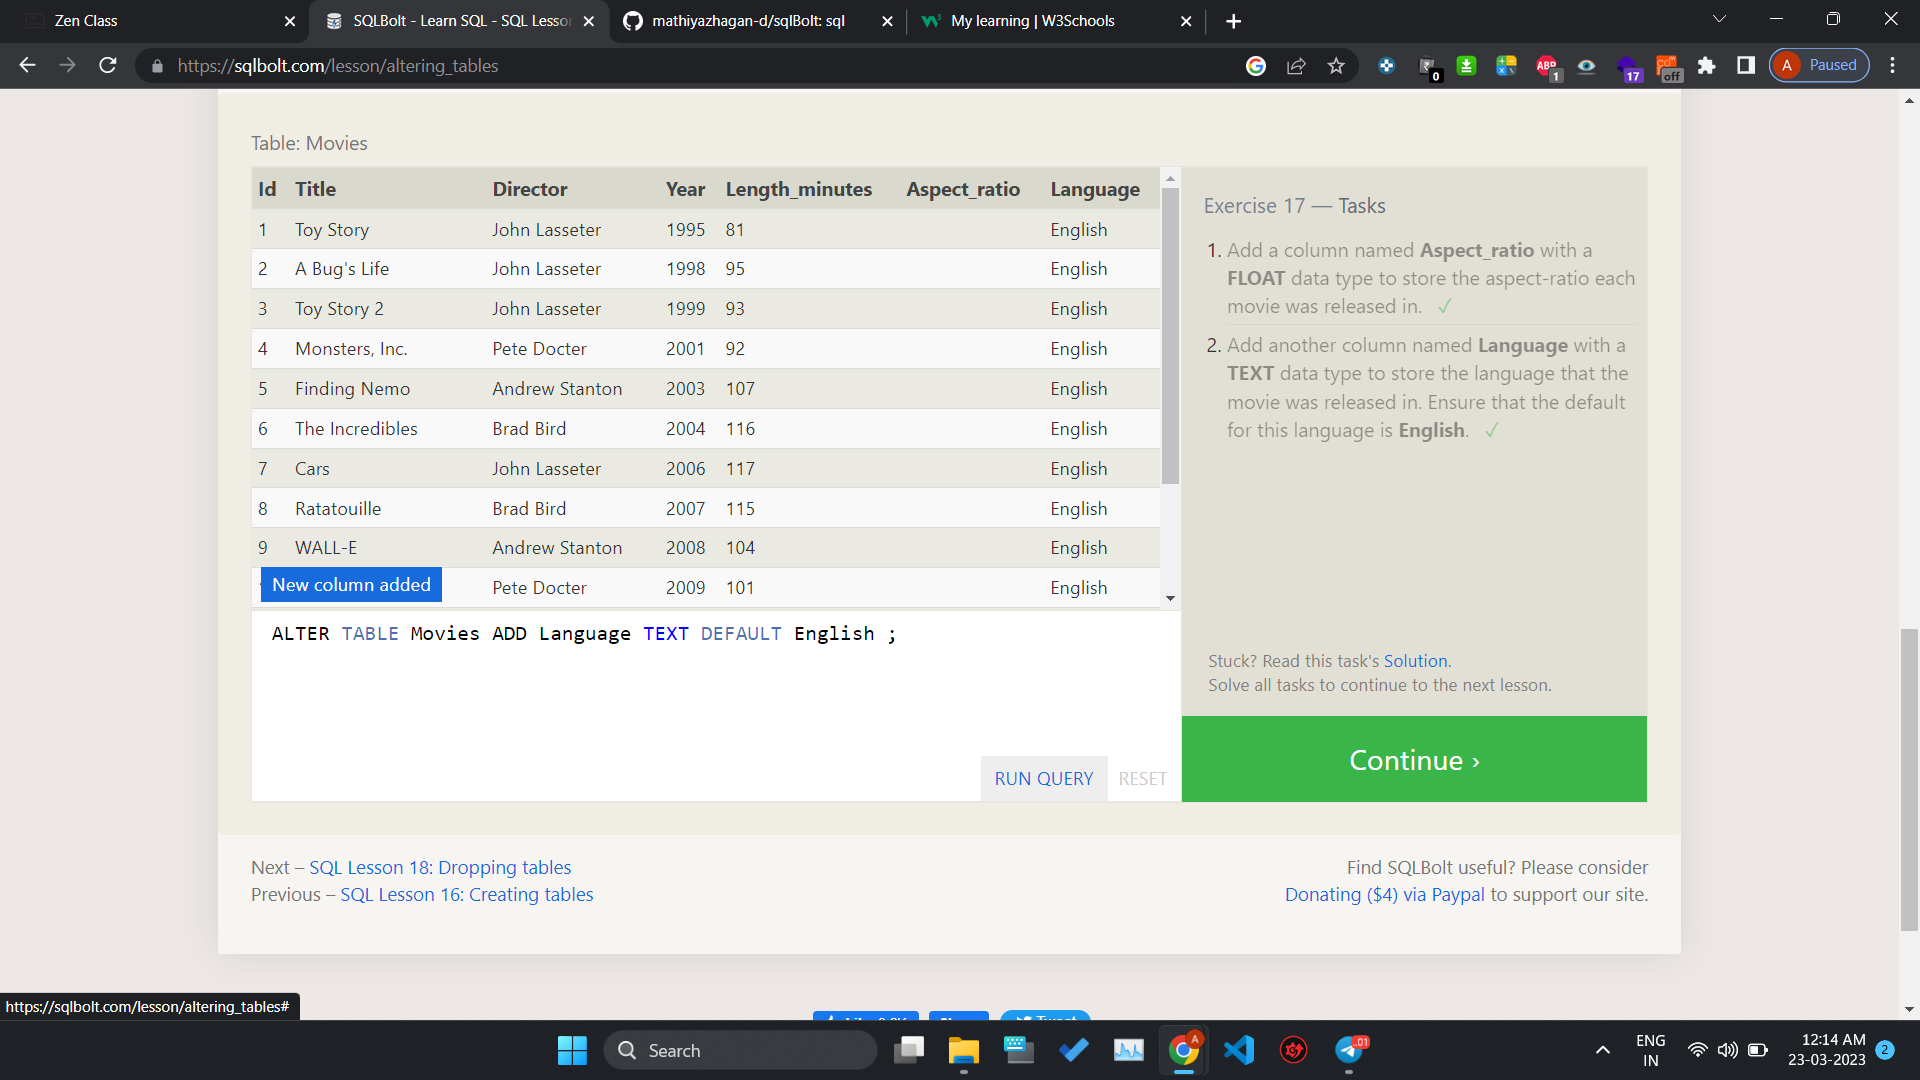 Zen Class
SQLBolt - Learn SQL - SQL Lesso
mathiyazhagan-d/sqlBolt: sql
My learning | W3Schools
https://sqlbolt.com/lesson/altering_tables
0
ABP
1
17
off
A Paused
Table: Movies
Id Title Director Year Length_minutes Aspect_ratio Language
1 Toy Story John Lasseter 1995 81 English
2 A Bug's Life John Lasseter 1998 95 English
3 Toy Story 2 John Lasseter 1999 93 English
4 Monsters, Inc. Pete Docter 2001 92 English
5 Finding Nemo Andrew Stanton 2003 107 English
6 The Incredibles Brad Bird 2004 116 English
7 Cars John Lasseter 2006 117 English
8 Ratatouille Brad Bird 2007 115 English
9 WALL-E Andrew Stanton 2008 104 English
Pete Docter 2009 101 English
New column added
ALTER TABLE Movies ADD Language TEXT DEFAULT English ;
RUN QUERY RESET
Exercise 17 — Tasks
1. Add a column named Aspect_ratio with a
FLOAT data type to store the aspect-ratio each
movie was released in. ✓
2. Add another column named Language with a
TEXT data type to store the language that the
movie was released in. Ensure that the default
for this language is English. ✓
Stuck? Read this task's Solution.
Solve all tasks to continue to the next lesson.
Continue ›
Next – SQL Lesson 18: Dropping tables
Previous – SQL Lesson 16: Creating tables
Find SQLBolt useful? Please consider
Donating ($4) via Paypal to support our site.
https://sqlbolt.com/lesson/altering_tables#
Search
A
01
ENG
IN
12:14 AM
23-03-2023
2